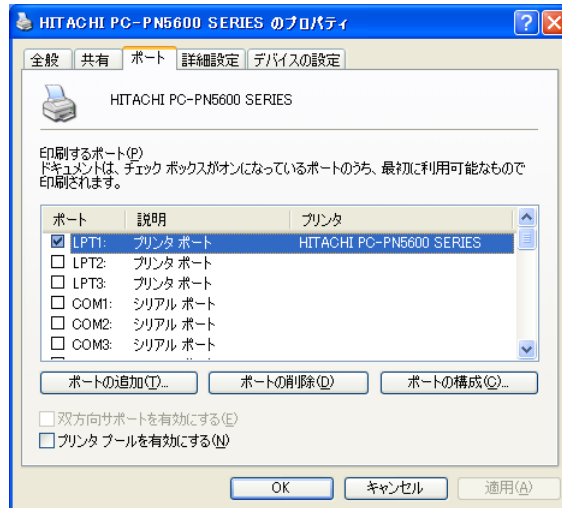 HITACHI PC-PN5600 SERIES のプロパティ
全般 共有 ポート 詳細設定 デバイスの設定
HITACHI PC-PN5600 SERIES
印刷するポート(P)
ドキュメントは、チェック ボックスがオンになっているポートのうち、最初に利用可能なもので
印刷されます。
ポート 説明 プリンタ
LPT1: プリンタ ポート HITACHI PC-PN5600 SERIES
LPT2: プリンタ ポート
LPT3: プリンタ ポート
COM1: シリアル ポート
COM2: シリアル ポート
COM3: シリアル ポート
ポートの追加(T)... ポートの削除(D) ポートの構成(C)...
双方向サポートを有効にする(E)
プリンタ プールを有効にする(N)
OK キャンセル 適用(A)